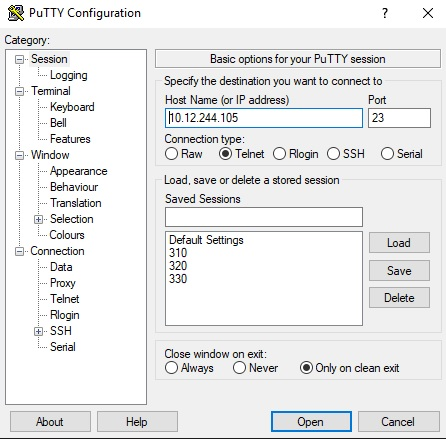 PuTTY Configuration
? ×
Category:
Session
Logging
Terminal
Keyboard
Bell
Features
Window
Appearance
Behaviour
Translation
Selection
Colours
Connection
Data
Proxy
Telnet
Rlogin
SSH
Serial
Basic options for your PuTTY session
Specify the destination you want to connect to
Host Name (or IP address) Port
10.12.244.105 23
Connection type:
Raw Telnet Rlogin SSH Serial
Load, save or delete a stored session
Saved Sessions
Default Settings
310
320
330
Load
Save
Delete
Close window on exit:
Always Never Only on clean exit
About Help Open Cancel